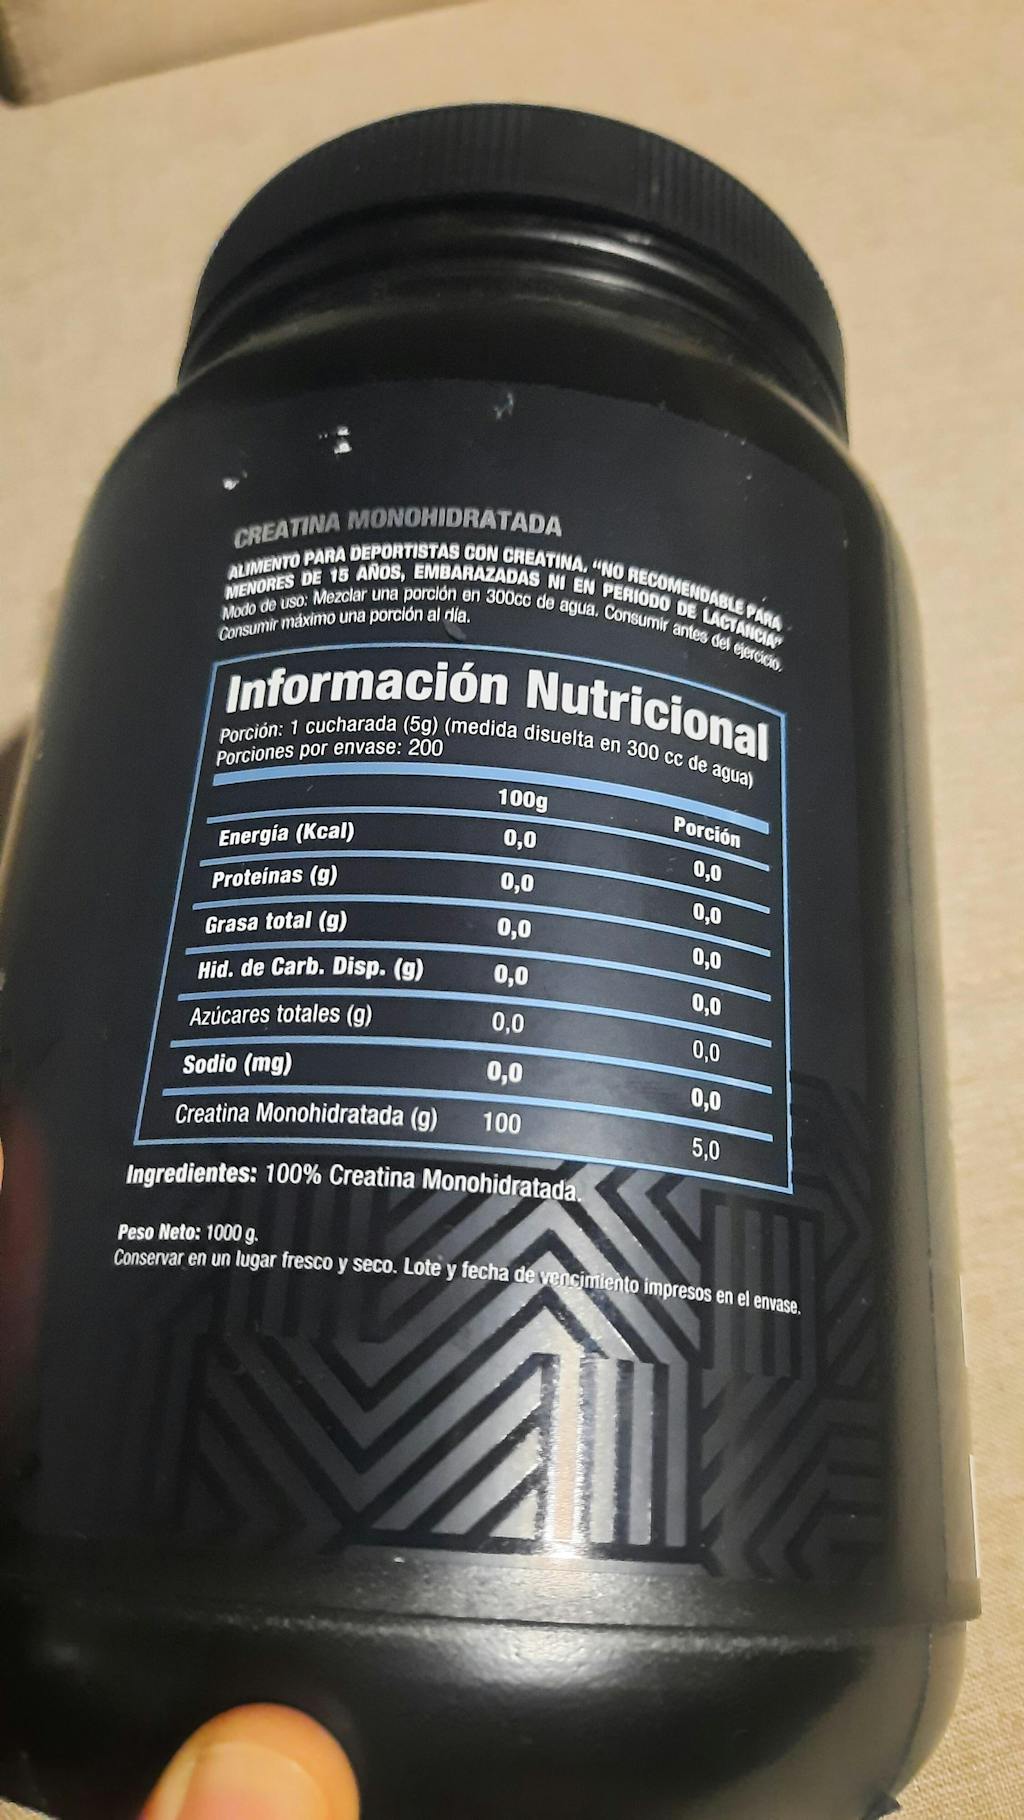 CREATINA MONOHIDRATADA
ALIMENTO PARA DEPORTISTAS CON CREATINA. “NO RECOMENDABLE PARA
MENORES DE 15 AÑOS, EMBARAZADAS NI EN PERIODO DE LACTANCIA”
Modo de uso: Mezclar una porción en 300cc de agua. Consumir antes del ejercicio.
Consumir máximo una porción al día.
Información Nutricional
Porción: 1 cucharada (5g) (medida disuelta en 300 cc de agua)
Porciones por envase: 200
100g Porción
Energía (Kcal) 0,0 0,0
Proteínas (g) 0,0 0,0
Grasa total (g) 0,0 0,0
Hid. de Carb. Disp. (g) 0,0 0,0
Azúcares totales (g) 0,0 0,0
Sodio (mg) 0,0 0,0
Creatina Monohidratada (g) 100 5,0
Ingredientes: 100% Creatina Monohidratada.
Peso Neto: 1000 g.
Conservar en un lugar fresco y seco. Lote y fecha de vencimiento impresos en el envase.